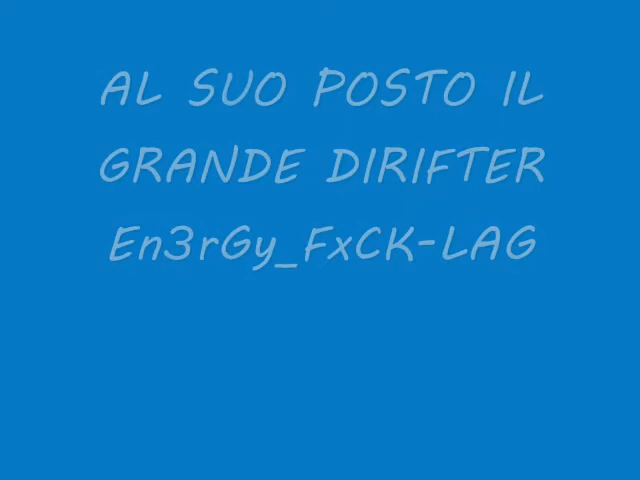 AL SUO POSTO IL
GRANDE DIRIFTER
En3rGy_FxCK-LAG